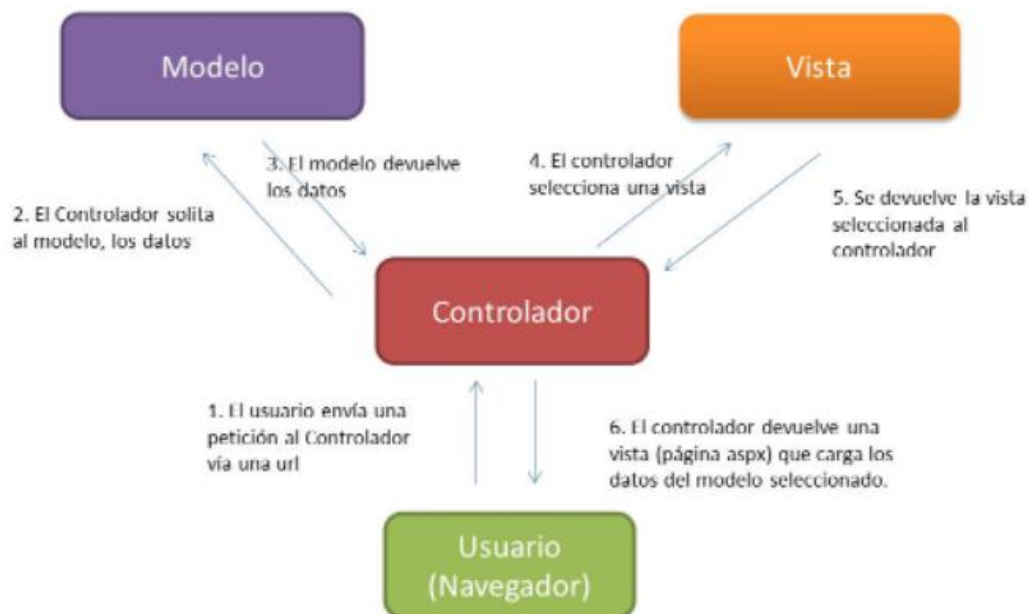 Modelo
Vista
3. El modelo devuelve
los datos
4. El controlador
selecciona una vista
2. El Controlador solita
al modelo, los datos
5. Se devuelve la vista
seleccionada al
controlador
Controlador
1. El usuario envía una
petición al Controlador
vía una url
6. El controlador devuelve una
vista (página aspx) que carga los
datos del modelo seleccionado.
Usuario
(Navegador)